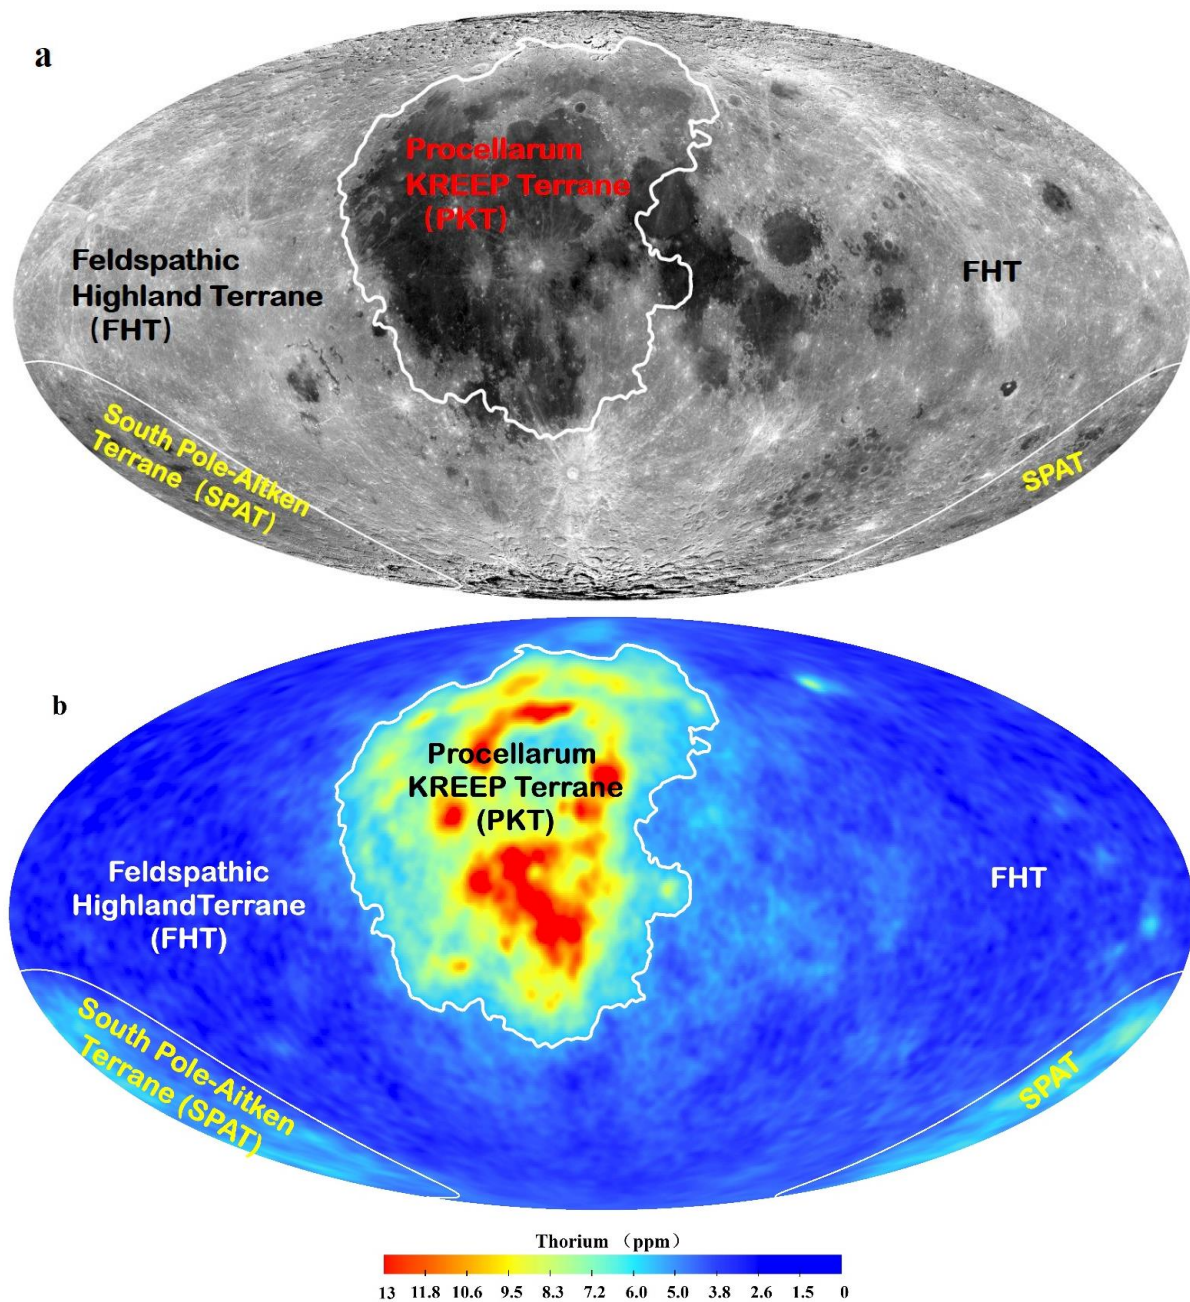 a
Procellarum
KREEP Terrane
（PKT）
Feldspathic
Highland Terrane
（FHT）
FHT
South Pole-Aitken
Terrane （SPAT）
SPAT
b
Procellarum
KREEP Terrane
(PKT)
Feldspathic
HighlandTerrane
(FHT)
FHT
South Pole-Aitken
Terrane (SPAT)
SPAT
Thorium （ppm）
13 11.8 10.6 9.5 8.3 7.2 6.0 5.0 3.8 2.6 1.5 0